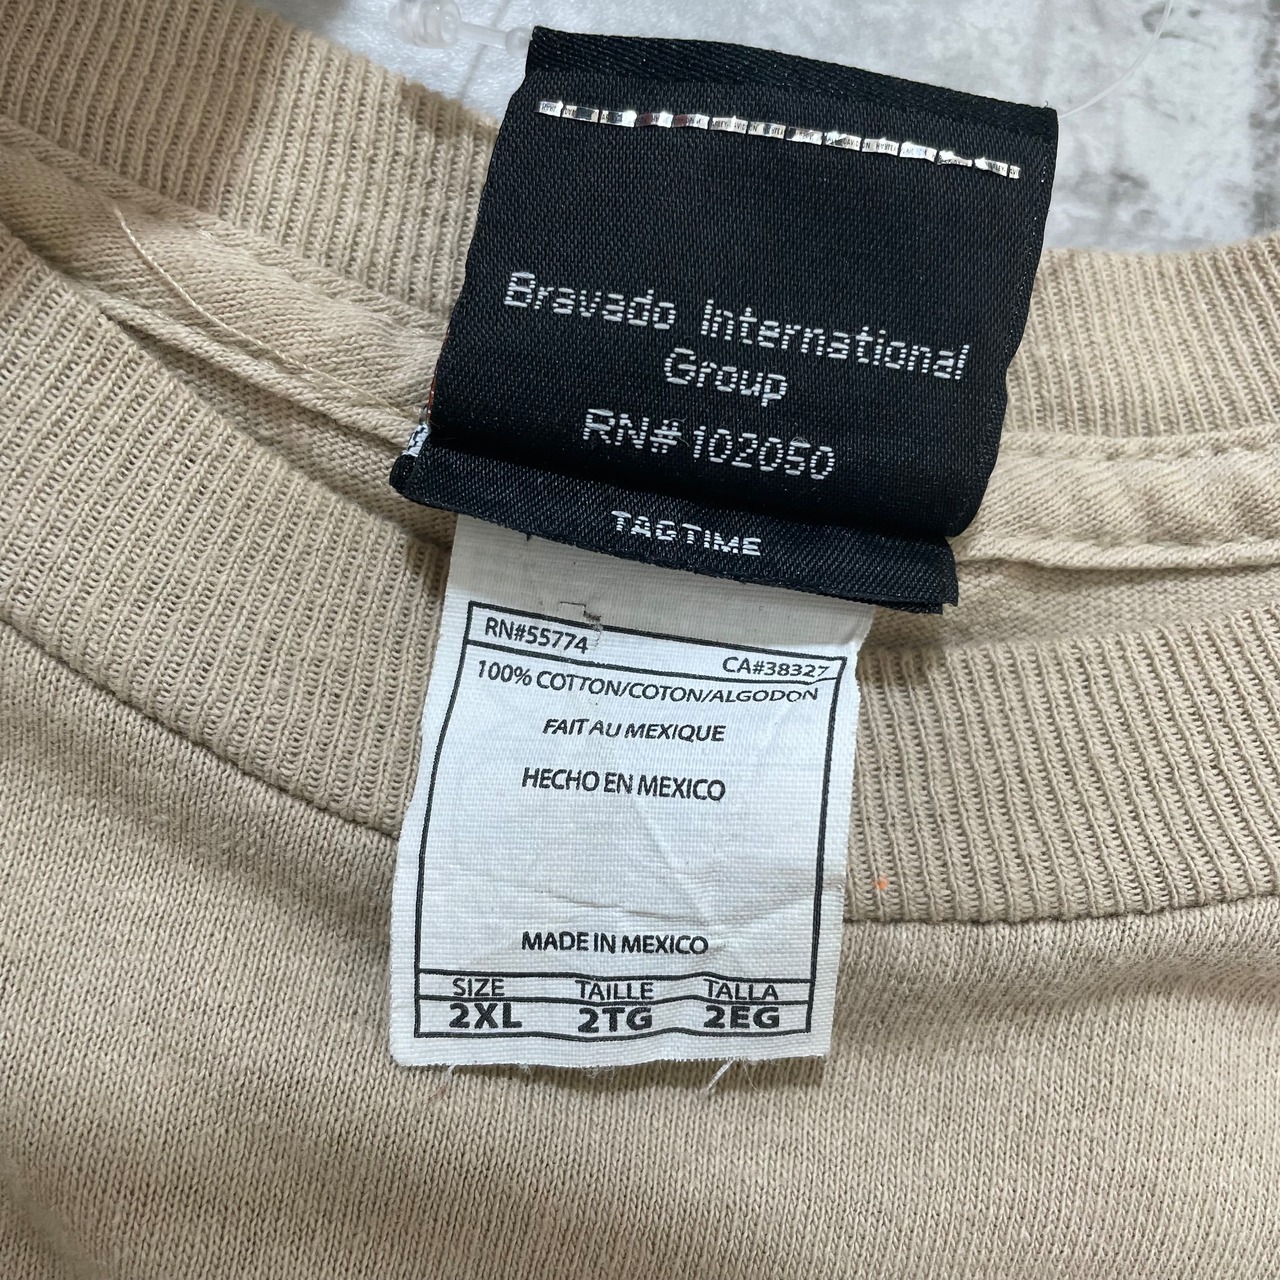 Bravado International
Group
RN# 102050
TAGTIME
RN#55774
CA#38327
100% COTTON/COTON/ALGODON
FAIT AU MEXIQUE
HECHO EN MEXICO
MADE IN MEXICO
SIZE TAILLE TALLA
2XL 2TG 2EG